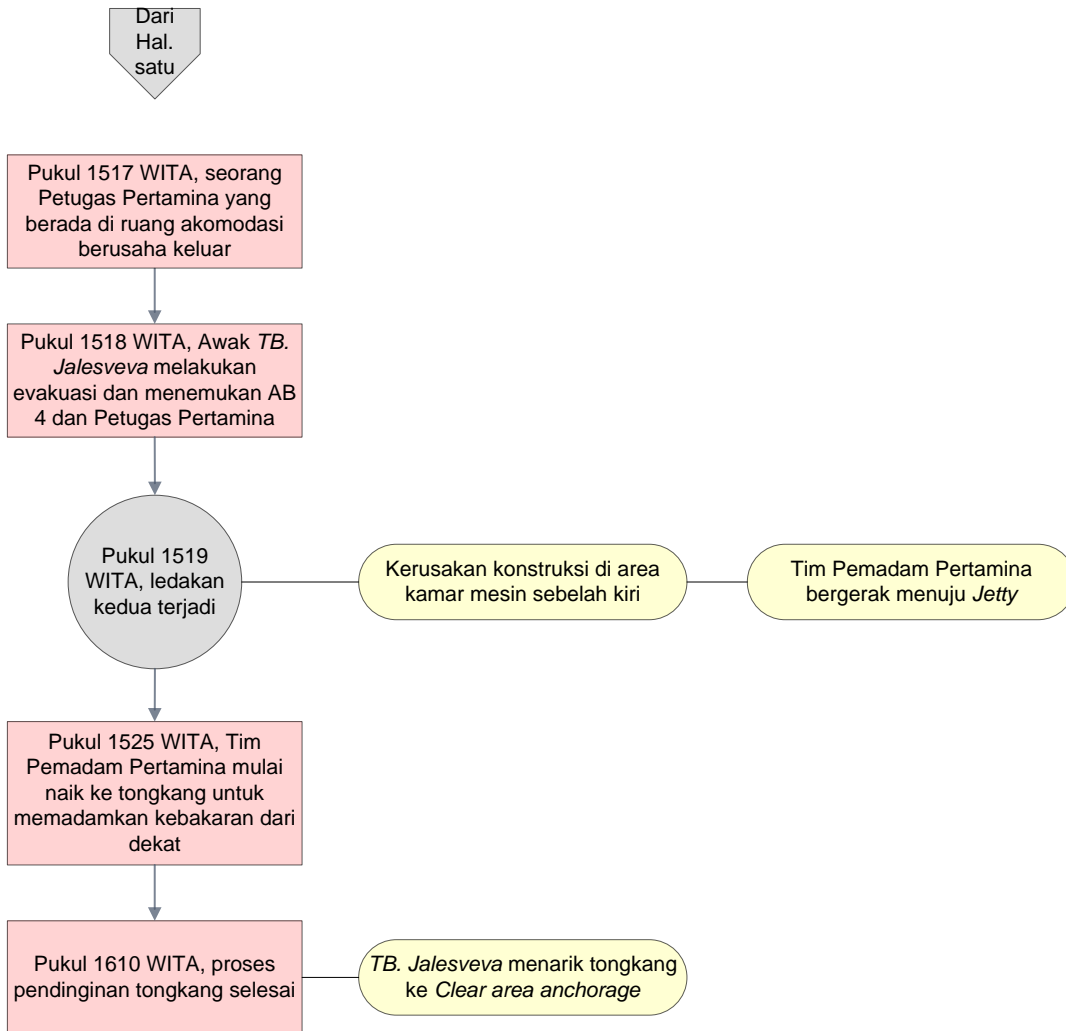 Dari
Hal.
satu
Pukul 1517 WITA, seorang
Petugas Pertamina yang
berada di ruang akomodasi
berusaha keluar
Pukul 1518 WITA, Awak TB.
Jalesveva melakukan
evakuasi dan menemukan AB
4 dan Petugas Pertamina
Pukul 1519
WITA, ledakan
kedua terjadi
Kerusakan konstruksi di area
kamar mesin sebelah kiri
Tim Pemadam Pertamina
bergerak menuju Jetty
Pukul 1525 WITA, Tim
Pemadam Pertamina mulai
naik ke tongkang untuk
memadamkan kebakaran dari
dekat
Pukul 1610 WITA, proses
pendinginan tongkang selesai
TB. Jalesveva menarik tongkang
ke Clear area anchorage